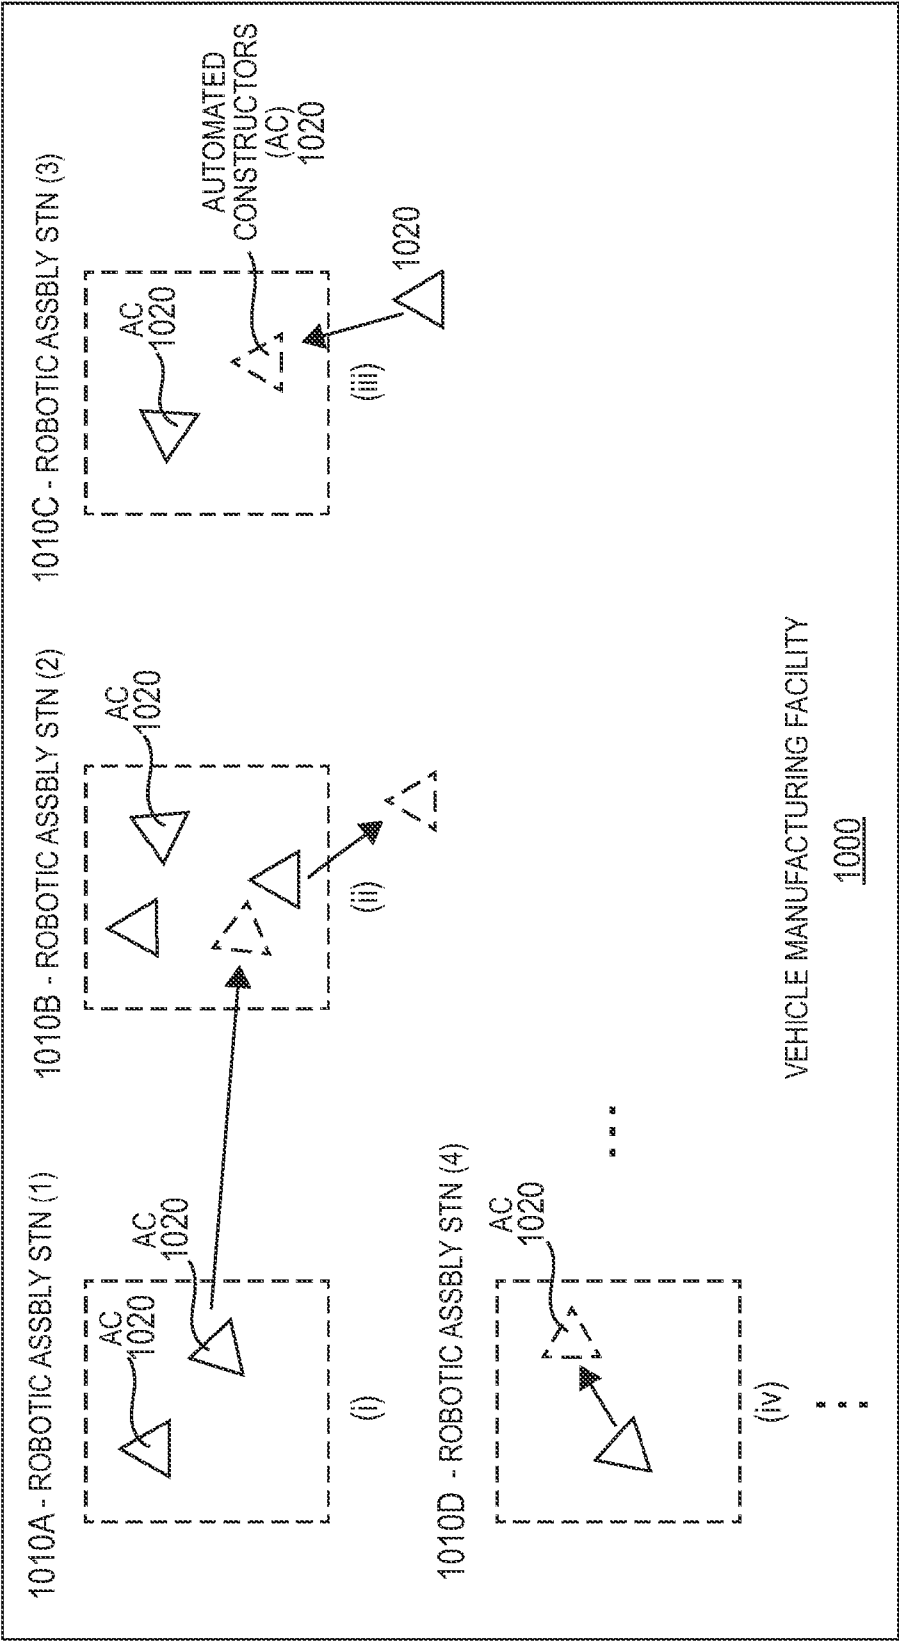 1010A - ROBOTIC ASSBLY STN (1)
AC
1020
AC
1020
(i)
1010B - ROBOTIC ASSBLY STN (2)
AC
1020
(ii)
1010C - ROBOTIC ASSBLY STN (3)
AC
1020
AUTOMATED
CONSTRUCTORS
(AC)
1020
1020
(iii)
1010D - ROBOTIC ASSBLY STN (4)
AC
1020
(iv)
VEHICLE MANUFACTURING FACILITY
1000